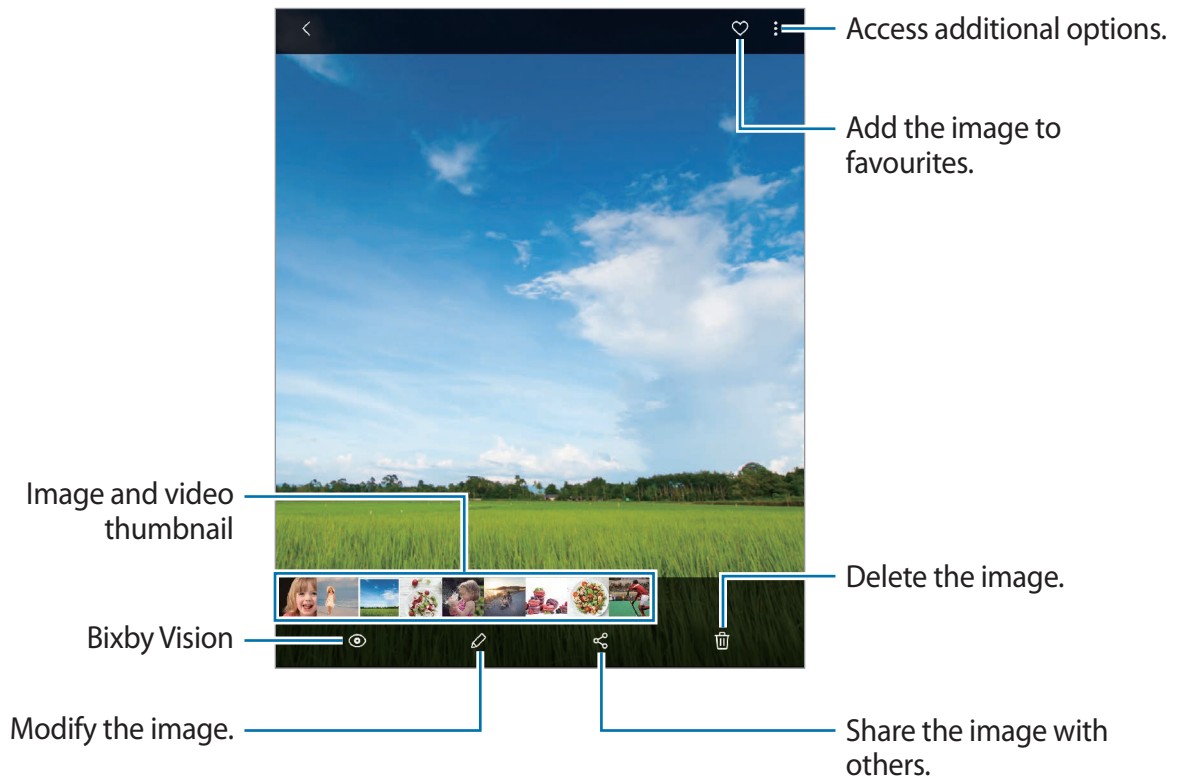 Access additional options.
Add the image to
favourites.
Image and video
thumbnail
Delete the image.
Bixby Vision
Modify the image.
Share the image with
others.